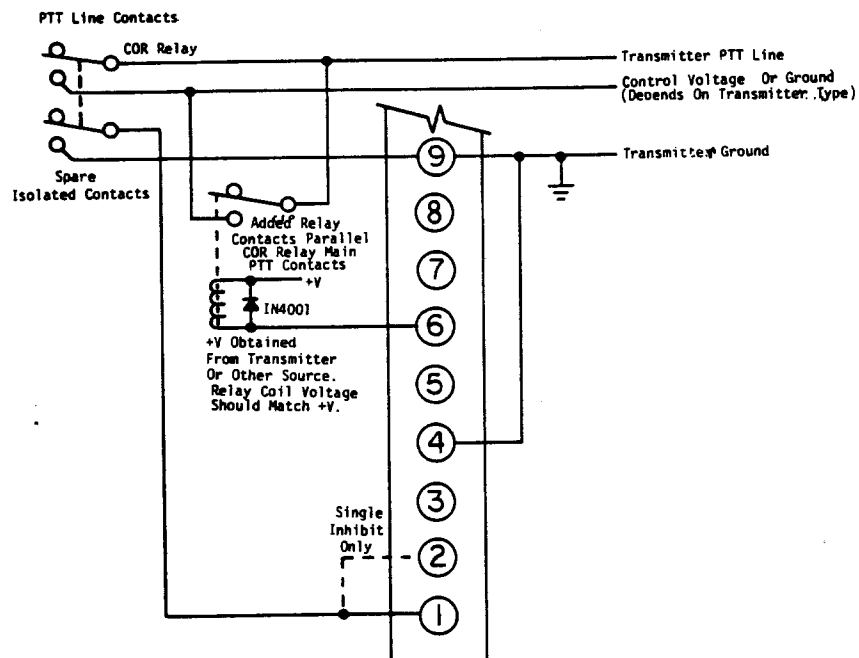 PTT Line Contacts
COR Relay
Transmitter PTT Line
Control Voltage Or Ground
(Depends On Transmitter Type)
Transmitter Ground
Spare
Isolated Contacts
Added Relay
Contacts Parallel
COR Relay Main
PTT Contacts
+V
IN4001
+V Obtained
From Transmitter
Or Other Source.
Relay Coil Voltage
Should Match +V.
Single
Inhibit
Only
9
8
7
6
5
4
3
2
1